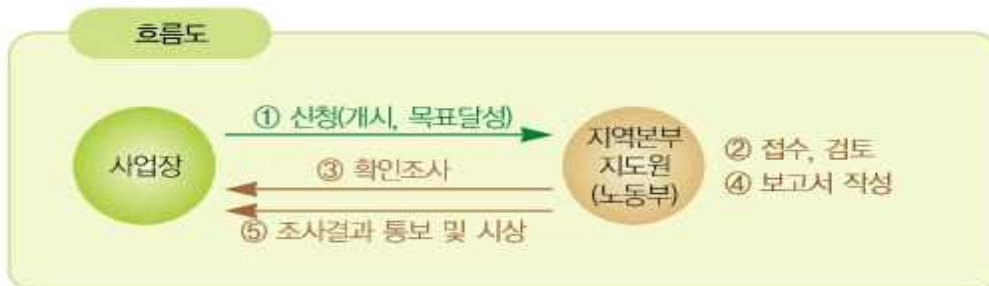 흐름도
① 신청(개시, 목표달성)
사업장
③ 확인조사
⑤ 조사결과 통보 및 시상
지역본부
지도원
(노동부)
② 접수, 검토
④ 보고서 작성